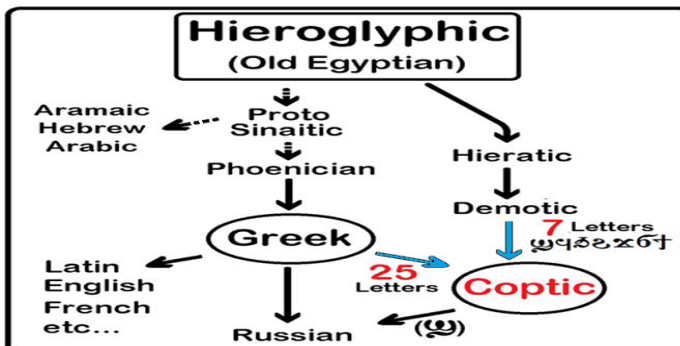 Hieroglyphic
(Old Egyptian)
Aramaic
Hebrew
Arabic
Proto
Sinaitic
Phoenician
Hieratic
Demotic
7 Letters
ϣϥϧϩϫϭϯ
Greek
25
Letters
Coptic
Latin
English
French
etc...
Russian
(ϣ)